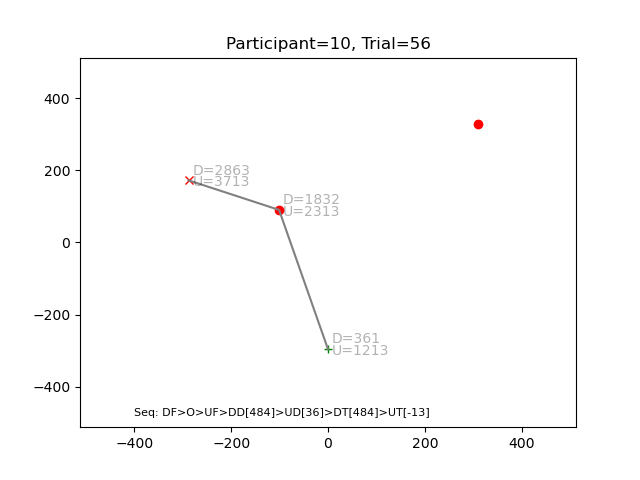 Participant=10, Trial=56
400
200
0
−200
−400
D=2863
U=3713
D=1832
U=2313
D=361
U=1213
Seq: DF>O>UF>DD[484]>UD[36]>DT[484]>UT[-13]
−400 −200 0 200 400